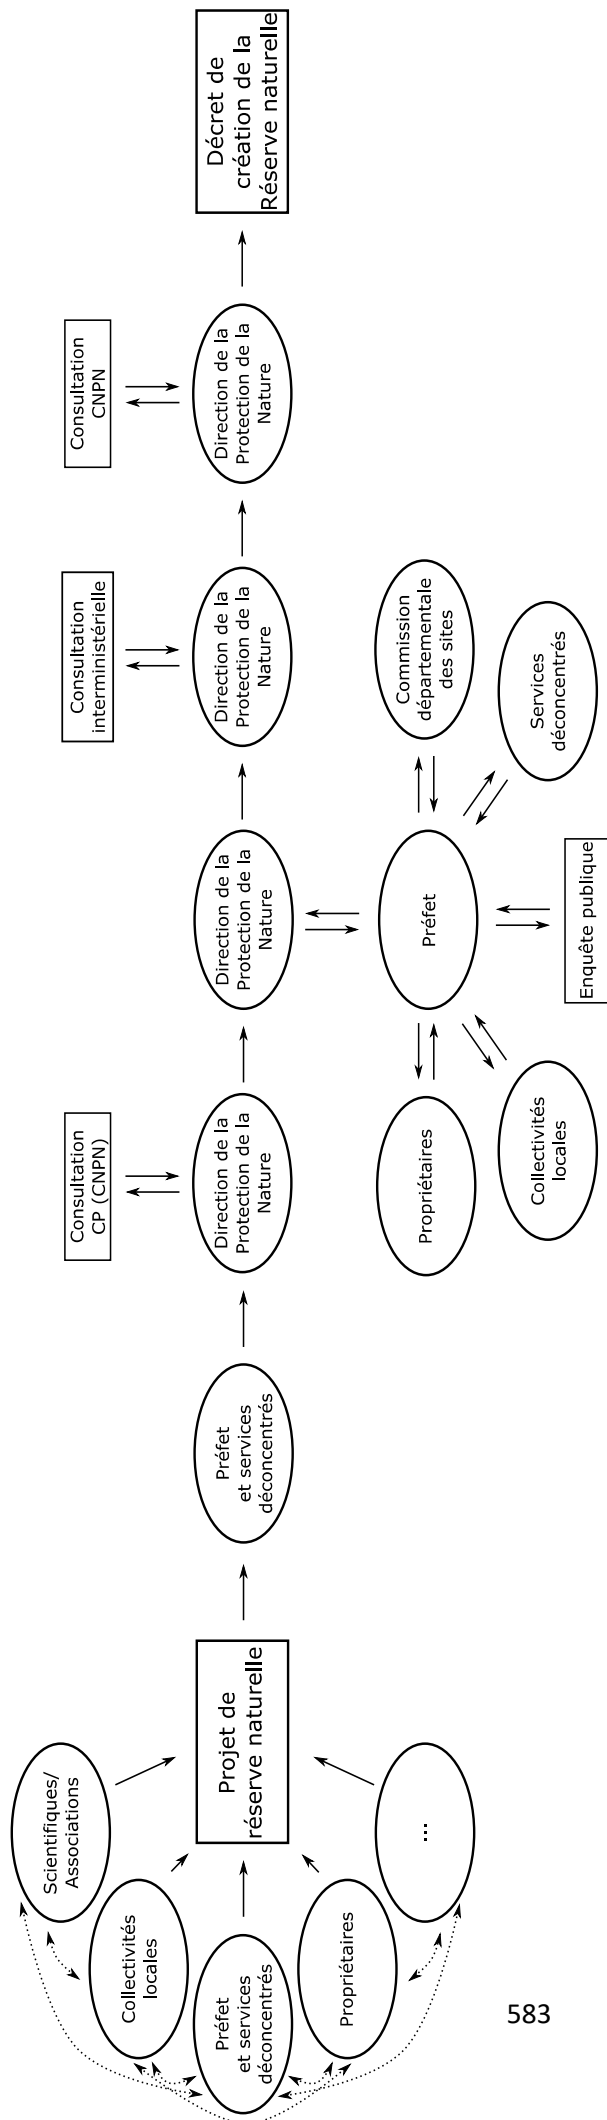 Scientifiques/
Associations
Collectivités
locales
Préfet
et services
déconcentrés
Propriétaires
...
Projet de
réserve naturelle
Préfet
et services
déconcentrés
Consultation
CP (CNPN)
Direction de la
Protection de la
Nature
Direction de la
Protection de la
Nature
Propriétaires
Collectivités
locales
Préfet
Enquête publique
Commission
départementale
des sites
Services
déconcentrés
Consultation
interministérielle
Direction de la
Protection de la
Nature
Consultation
CNPN
Direction de la
Protection de la
Nature
Décret de
création de la
Réserve naturelle
583